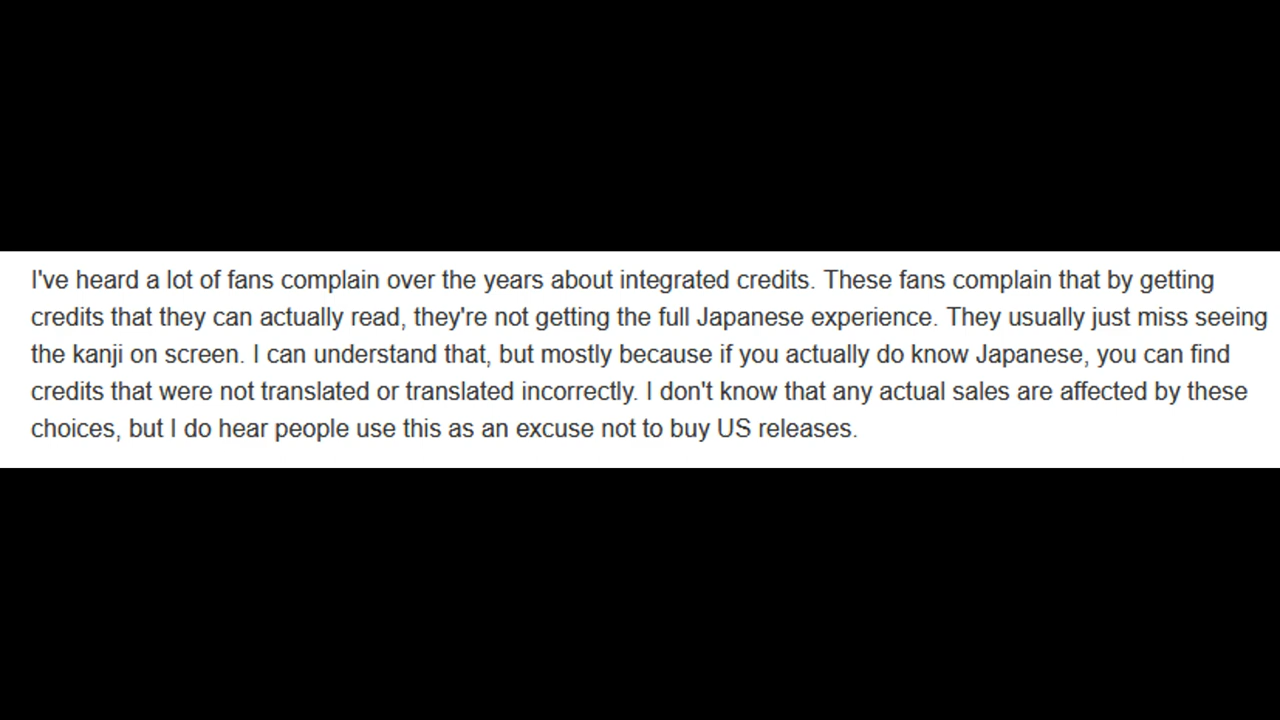 I've heard a lot of fans complain over the years about integrated credits. These fans complain that by getting
credits that they can actually read, they're not getting the full Japanese experience. They usually just miss seeing
the kanji on screen. I can understand that, but mostly because if you actually do know Japanese, you can find
credits that were not translated or translated incorrectly. I don't know that any actual sales are affected by these
choices, but I do hear people use this as an excuse not to buy US releases.